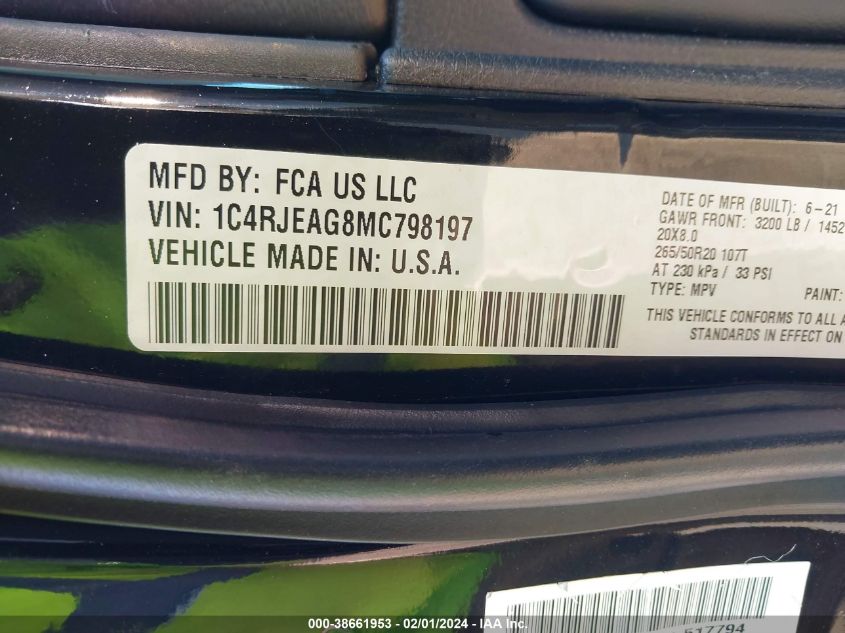 MFD BY: FCA US LLC
VIN: 1C4RJEAG8MC798197
VEHICLE MADE IN: U.S.A.
DATE OF MFR (BUILT): 6-21
GAWR FRONT: 3200 LB / 1452
20X8.0
265/50R20 107T
AT 230 kPa / 33 PSI
TYPE: MPV PAINT:
THIS VEHICLE CONFORMS TO ALL
STANDARDS IN EFFECT ON
517794
000-38661953 - 02/01/2024 - IAA Inc.